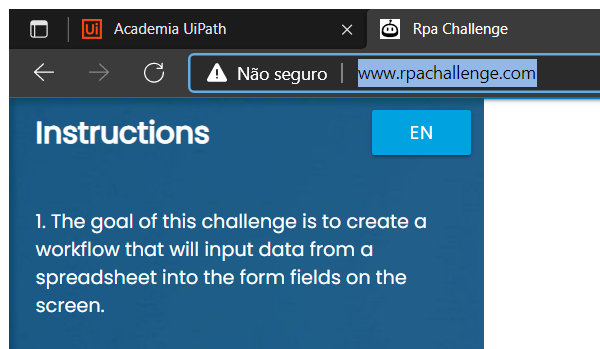 Ui Academia UiPath
Rpa Challenge
Não seguro | www.rpachallenge.com
Instructions
EN
1. The goal of this challenge is to create a
workflow that will input data from a
spreadsheet into the form fields on the
screen.